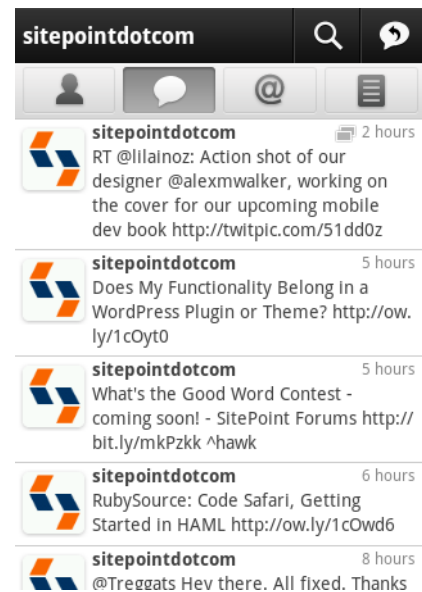 sitepointdotcom
@
sitepointdotcom 2 hours
RT @lilainoz: Action shot of our
designer @alexmwalker, working on
the cover for our upcoming mobile
dev book http://twitpic.com/51dd0z
sitepointdotcom 5 hours
Does My Functionality Belong in a
WordPress Plugin or Theme? http://ow.
ly/1cOyt0
sitepointdotcom 5 hours
What's the Good Word Contest -
coming soon! - SitePoint Forums http://
bit.ly/mkPzkk ^hawk
sitepointdotcom 6 hours
RubySource: Code Safari, Getting
Started in HAML http://ow.ly/1cOwd6
sitepointdotcom 8 hours
@Treggats Hey there. All fixed. Thanks